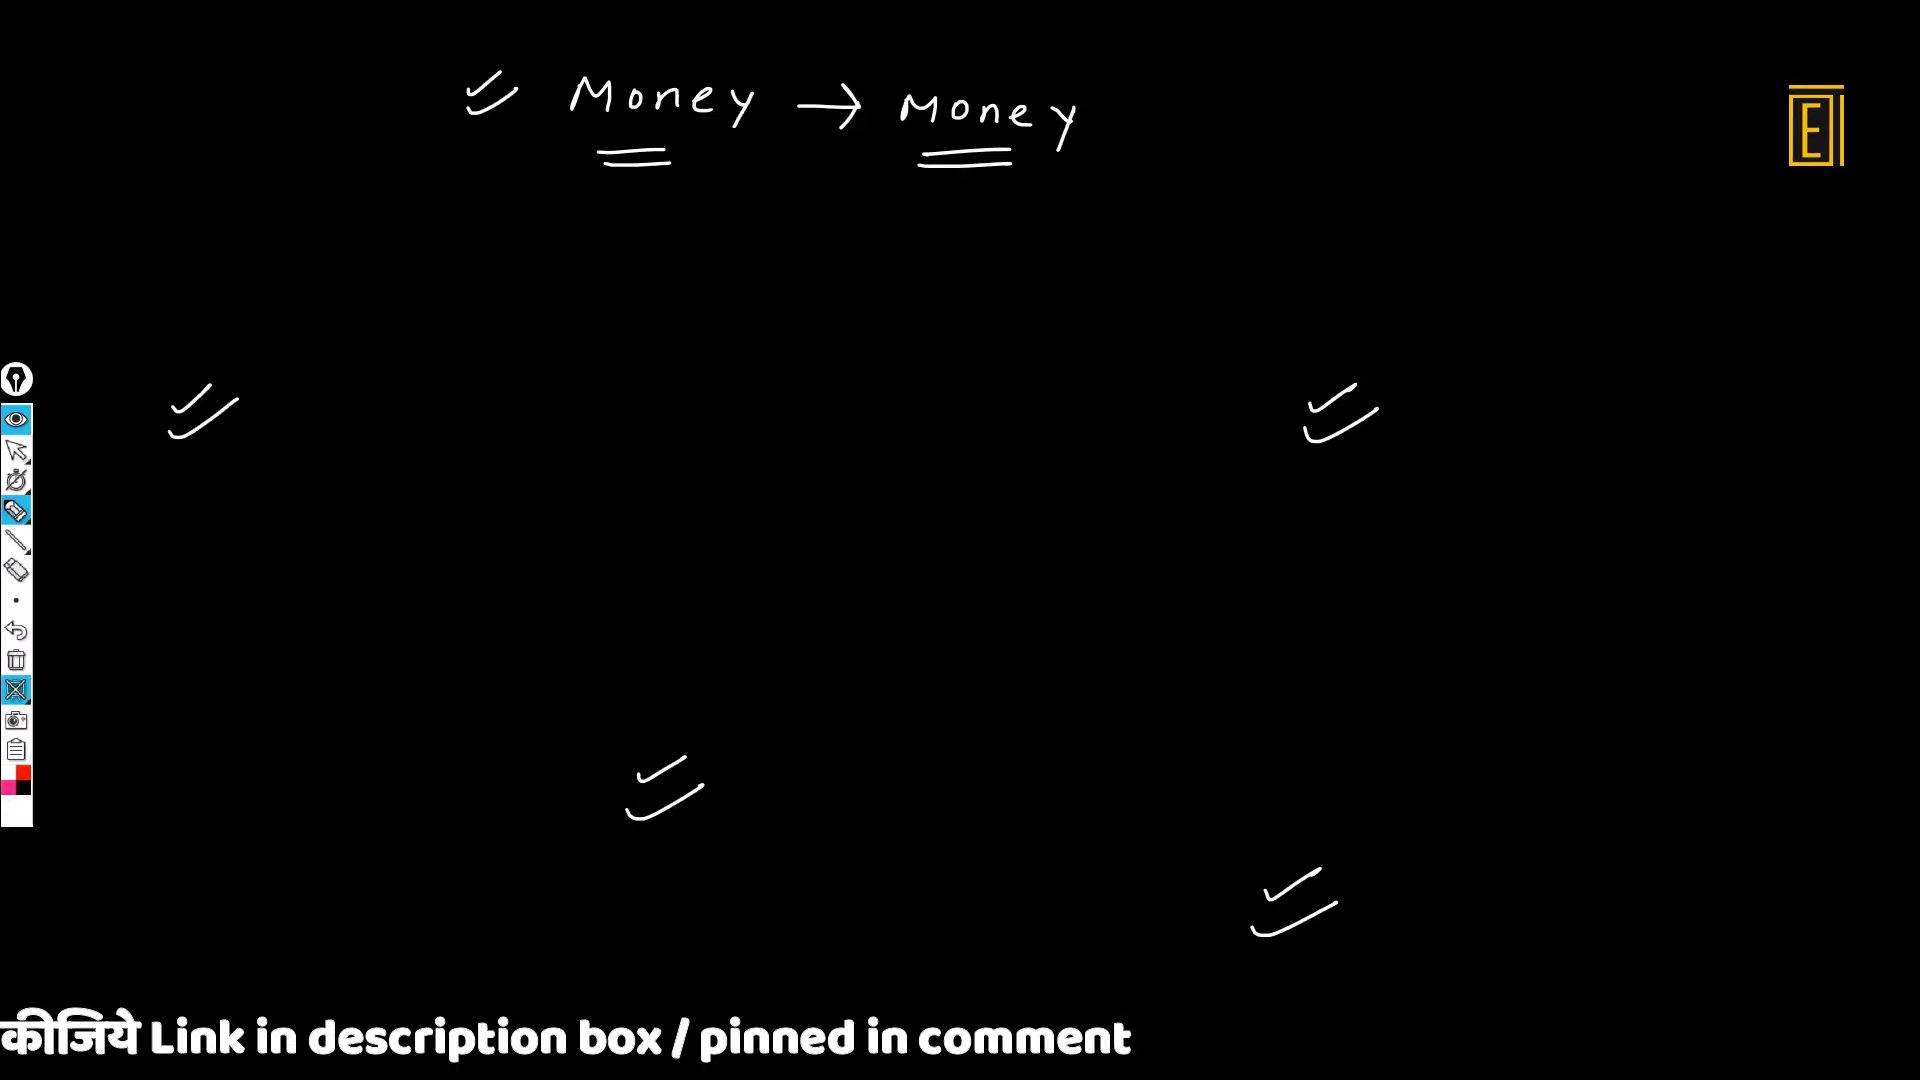 Money → Money
E
कीजिये Link in description box / pinned in comment